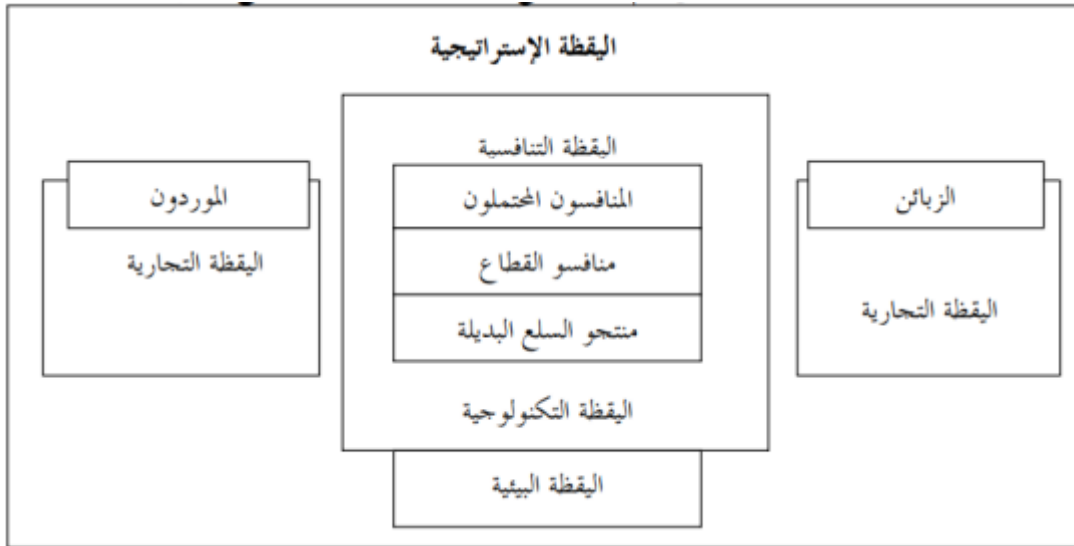 اليقظة الإستراتيجية
الزبائن
اليقظة التجارية
اليقظة التنافسية
المنافسون المحتملون
منافسو القطاع
منتجو السلع البديلة
اليقظة التكنولوجية
اليقظة البيئية
الموردون
اليقظة التجارية